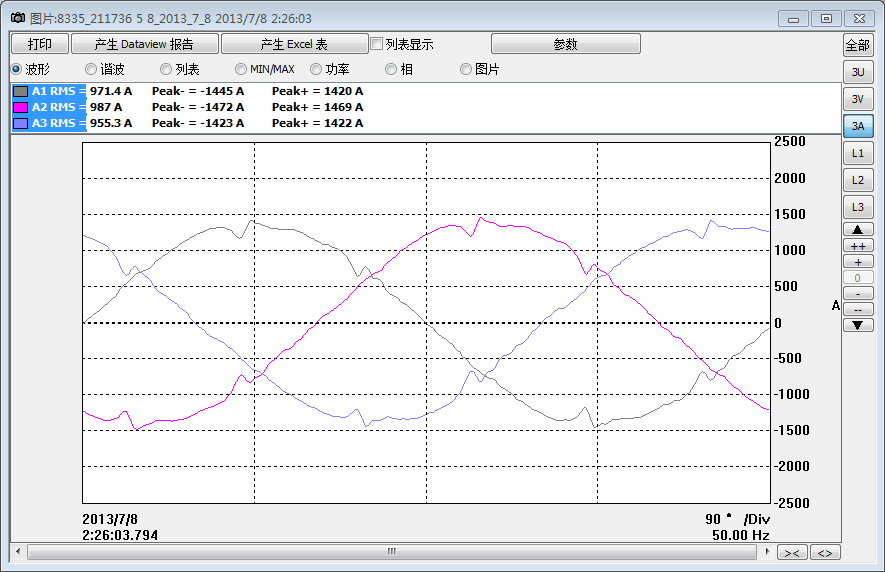 图片:8335_211736 5 8_2013_7_8 2013/7/8 2:26:03
打印 产生 Dataview 报告 产生 Excel 表 列表显示 参数 全部
波形 谐波 列表 MIN/MAX 功率 相 图片 3U
A1 RMS = 971.4 A Peak- = -1445 A Peak+ = 1420 A
A2 RMS = 987 A Peak- = -1472 A Peak+ = 1469 A 3V
A3 RMS = 955.3 A Peak- = -1423 A Peak+ = 1422 A 3A
2500
L1
2000 L2
1500 L3
++
1000 +
500 0
A
-
--
0
-500
-1000
-1500
-2000
-2500
2013/7/8 90 ° /Div
2:26:03.794 50.00 Hz
>< <>